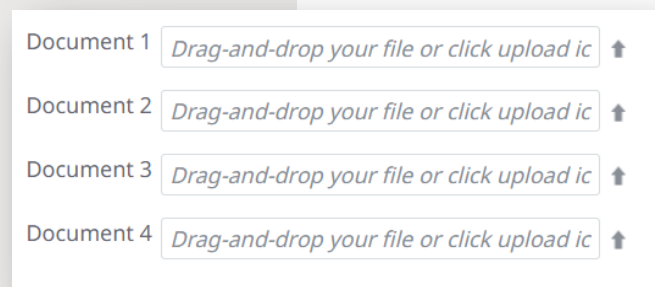 Document 1 Drag-and-drop your file or click upload ic
Document 2 Drag-and-drop your file or click upload ic
Document 3 Drag-and-drop your file or click upload ic
Document 4 Drag-and-drop your file or click upload ic